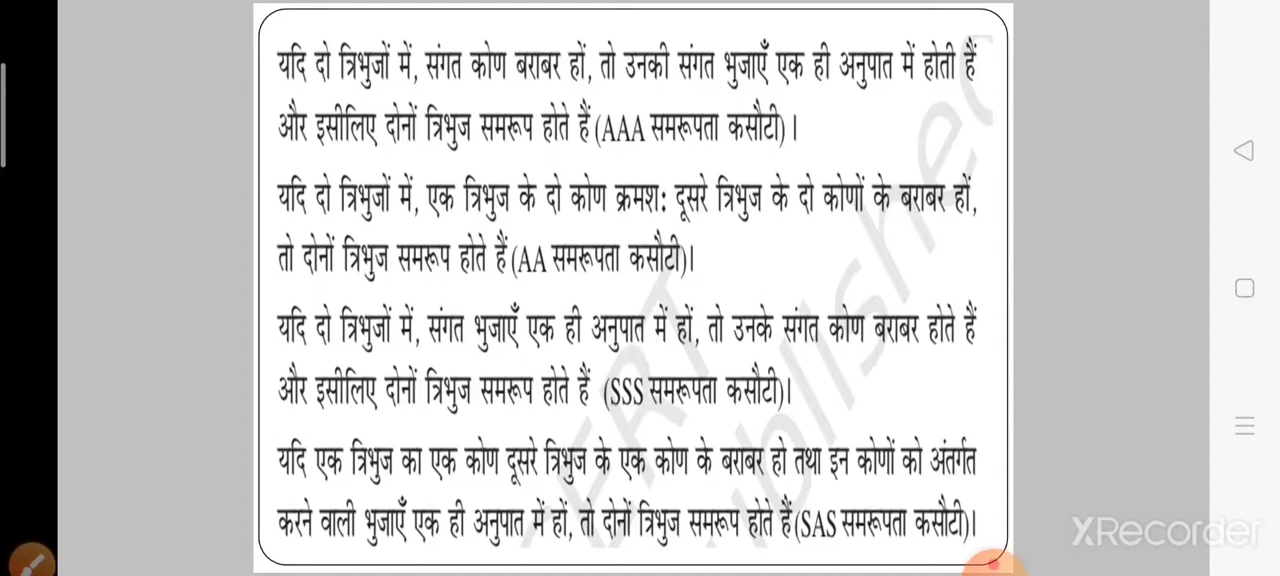 यदि दो त्रिभुजों में, संगत कोण बराबर हों, तो उनकी संगत भुजाएँ एक ही अनुपात में होती हैं
और इसीलिए दोनों त्रिभुज समरूप होते हैं (AAA समरूपता कसौटी)।
यदि दो त्रिभुजों में, एक त्रिभुज के दो कोण क्रमश: दूसरे त्रिभुज के दो कोणों के बराबर हों,
तो दोनों त्रिभुज समरूप होते हैं (AA समरूपता कसौटी)।
यदि दो त्रिभुजों में, संगत भुजाएँ एक ही अनुपात में हों, तो उनके संगत कोण बराबर होते हैं
और इसीलिए दोनों त्रिभुज समरूप होते हैं (SSS समरूपता कसौटी)।
यदि एक त्रिभुज का एक कोण दूसरे त्रिभुज के एक कोण के बराबर हो तथा इन कोणों को अंतर्गत
करने वाली भुजाएँ एक ही अनुपात में हों, तो दोनों त्रिभुज समरूप होते हैं (SAS समरूपता कसौटी)।
XRecorder